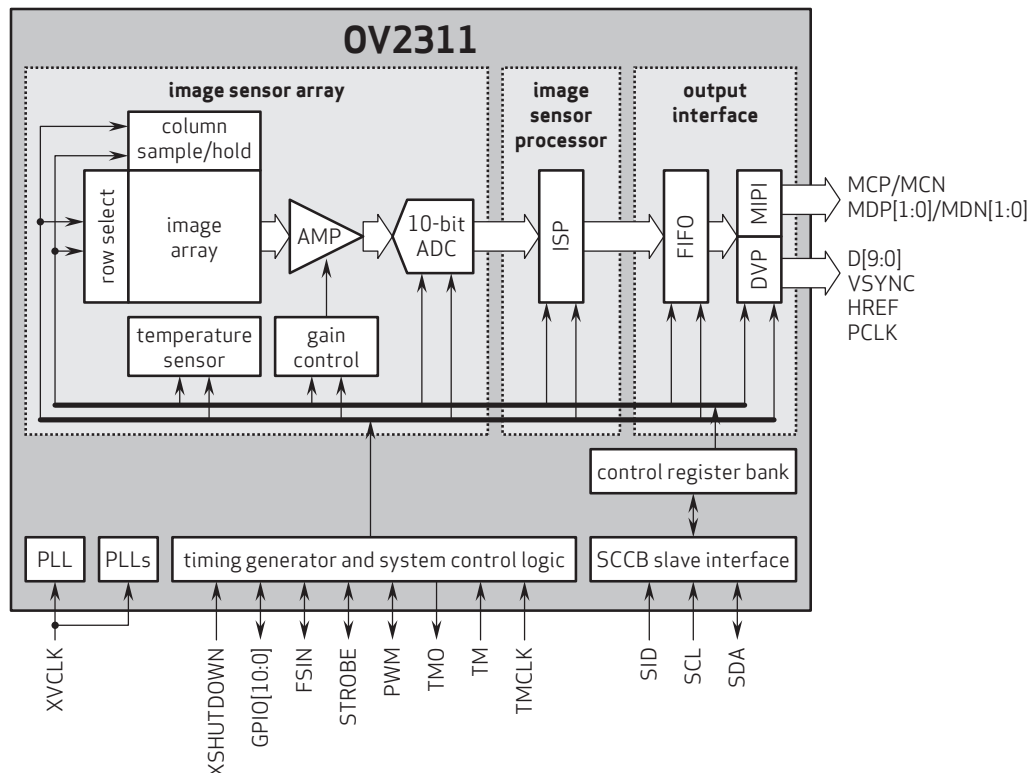 OV2311
image sensor array
image
sensor
processor
output
interface
column
sample/hold
row select
image
array
AMP
10-bit
ADC
ISP
FIFO
MIPI
DVP
MCP/MCN
MDP[1:0]/MDN[1:0]
D[9:0]
VSYNC
HREF
PCLK
temperature
sensor
gain
control
control register bank
PLL
PLLs
timing generator and system control logic
SCCB slave interface
XVCLK
XSHUTDOWN
GPIO[10:0]
FSIN
STROBE
PWM
TMO
TM
TMCLK
SID
SCL
SDA